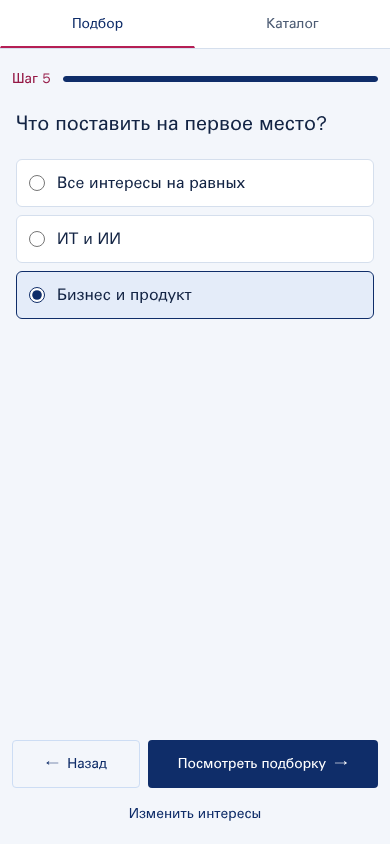 Подбор
Каталог
Шаг 5
Что поставить на первое место?
Все интересы на равных
ИТ и ИИ
Бизнес и продукт
← Назад
Посмотреть подборку →
Изменить интересы